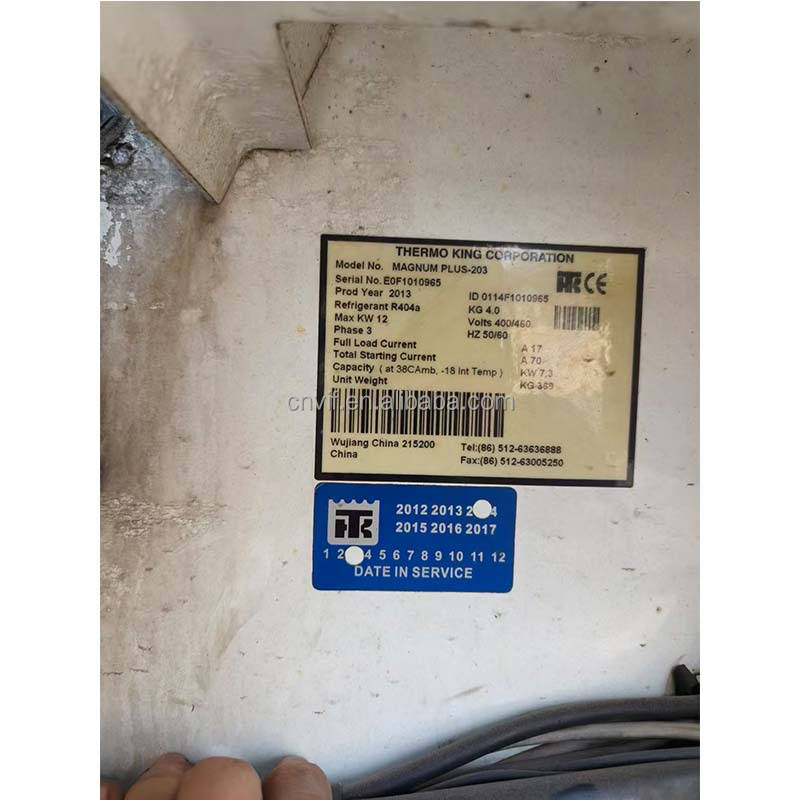 THERMO KING CORPORATION
Model No. MAGNUM PLUS-203
Serial No. E0F1010965
Prod Year 2013 ID 0114F1010965
Refrigerant R404a KG 4.0
Max KW 12 Volts 400/460
Phase 3 HZ 50/60
Full Load Current A 17
Total Starting Current A 70
Capacity ( at 38CAmb, -18 Int Temp ) KW 7.3
Unit Weight KG 369
CE
cnvifi.en.alibaba.com
Wujiang China 215200 Tel:(86) 512-63636888
China Fax:(86) 512-63005250
2012 2013
2015 2016 2017
1 2 4 5 6 7 8 9 10 11 12
DATE IN SERVICE